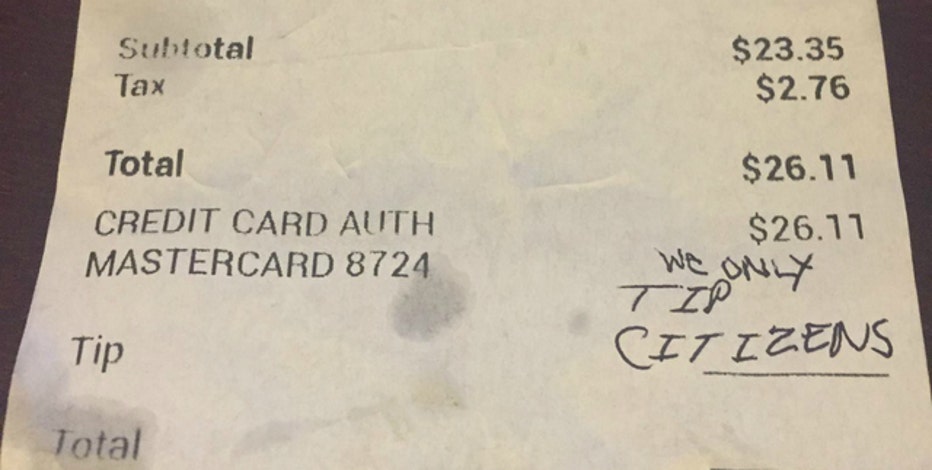 Subtotal $23.35
Tax $2.76
Total $26.11
CREDIT CARD AUTH $26.11
MASTERCARD 8724
We ONLY
TIP
Tip CITIZENS
Total